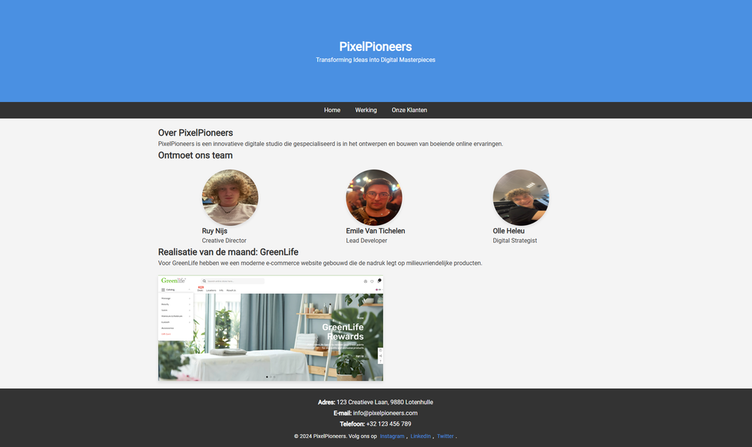 PixelPioneers
Transforming Ideas into Digital Masterpieces
Home Werking Onze Klanten
Over PixelPioneers
PixelPioneers is een innovatieve digitale studio die gespecialiseerd is in het ontwerpen en bouwen van boeiende online ervaringen.
Ontmoet ons team
Ruy Nijs
Creative Director
Emile Van Tichelen
Lead Developer
Olle Heleu
Digital Strategist
Realisatie van de maand: GreenLife
Voor GreenLife hebben we een moderne e-commerce website gebouwd die de nadruk legt op milieuvriendelijke producten.
GreenLife
GreenLife
Rewards
Adres: 123 Creatieve Laan, 9880 Lotenhulle
E-mail: info@pixelpioneers.com
Telefoon: +32 123 456 789
© 2024 PixelPioneers. Volg ons op Instagram , LinkedIn , Twitter .